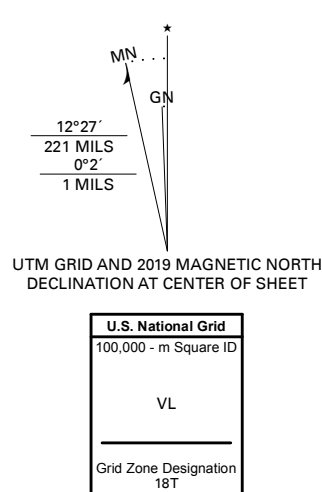 ★
MN
GN
12°27´
221 MILS
0°2´
1 MILS
UTM GRID AND 2019 MAGNETIC NORTH
DECLINATION AT CENTER OF SHEET
U.S. National Grid
100,000 - m Square ID
VL
Grid Zone Designation
18T